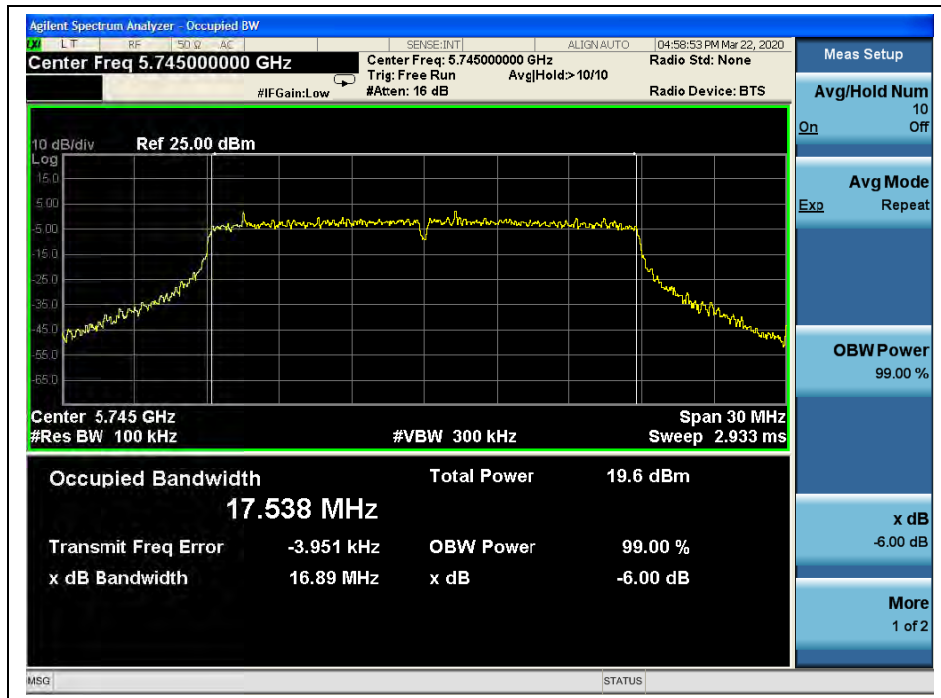 Agilent Spectrum Analyzer - Occupied BW
LXI LT RF 50 Ω AC SENSE:INT ALIGN AUTO 04:58:53 PM Mar 22, 2020
Center Freq 5.745000000 GHz Center Freq: 5.745000000 GHz Radio Std: None
Trig: Free Run Avg|Hold:> 10/10
#IFGain:Low #Atten: 16 dB Radio Device: BTS
10 dB/div Ref 25.00 dBm
Log
15.0
5.00
-5.00
-15.0
-25.0
-35.0
-45.0
-55.0
-65.0
Center 5.745 GHz Span 30 MHz
#Res BW 100 kHz #VBW 300 kHz Sweep 2.933 ms
Occupied Bandwidth Total Power 19.6 dBm
17.538 MHz
Transmit Freq Error -3.951 kHz OBW Power 99.00 %
x dB Bandwidth 16.89 MHz x dB -6.00 dB
Meas Setup
Avg/Hold Num
10
On Off
Avg Mode
Exp Repeat
OBW Power
99.00 %
x dB
-6.00 dB
More
1 of 2
MSG STATUS